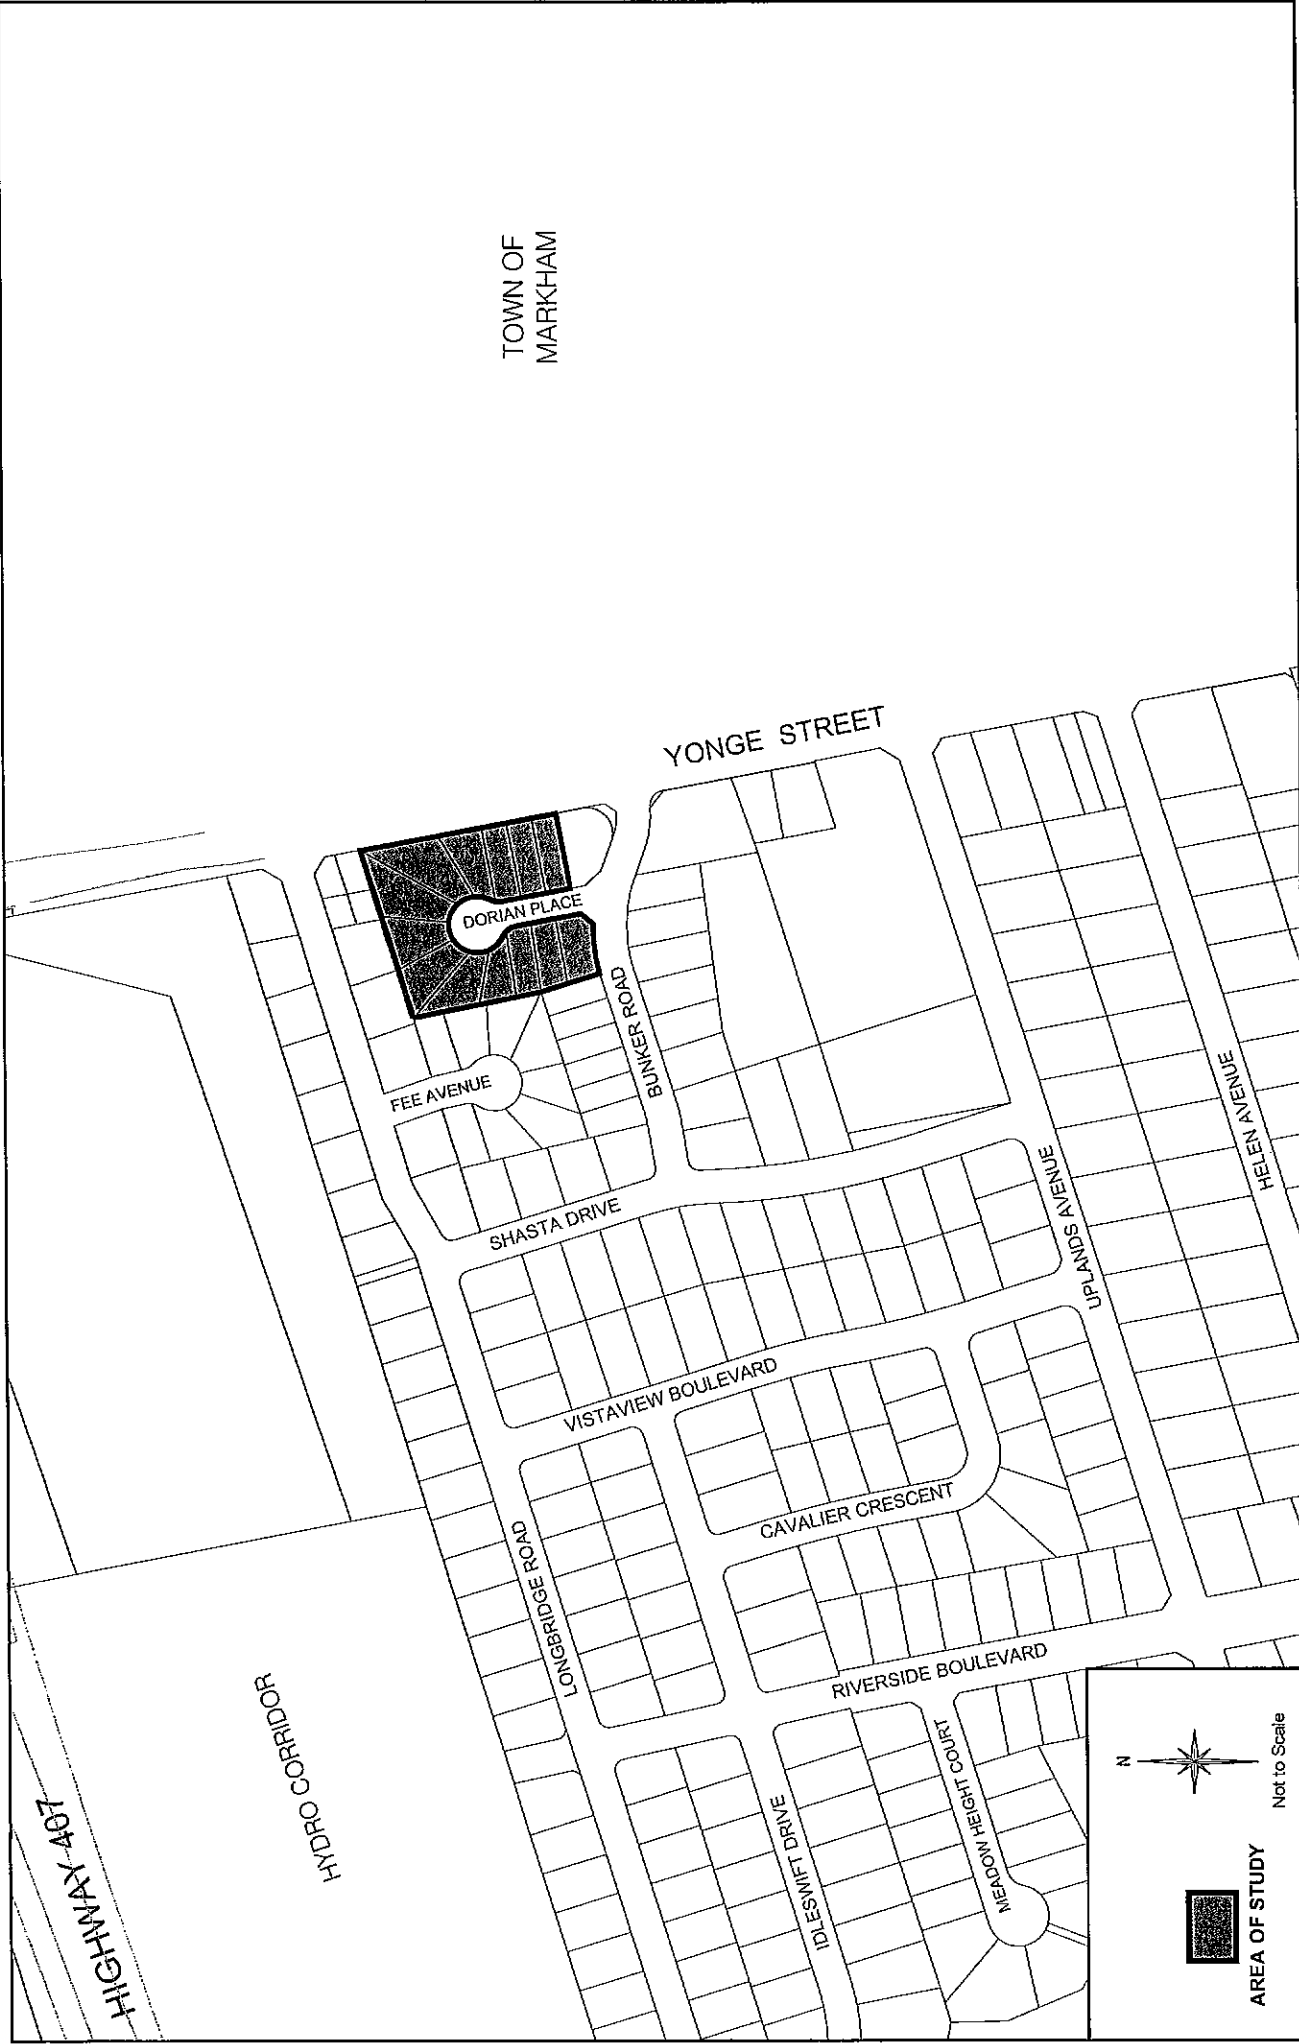 HIGHWAY 407
HYDRO CORRIDOR
LONGBRIDGE ROAD
FEE AVENUE
DORIAN PLACE
TOWN OF
MARKHAM
SHASTA DRIVE
BUNKER ROAD
YONGE STREET
VISTAVIEW BOULEVARD
CAVALIER CRESCENT
RIVERSIDE BOULEVARD
IDLESWIFT DRIVE
MEADOW HEIGHT COURT
UPLANDS AVENUE
HELEN AVENUE
N
Not to Scale
AREA OF STUDY